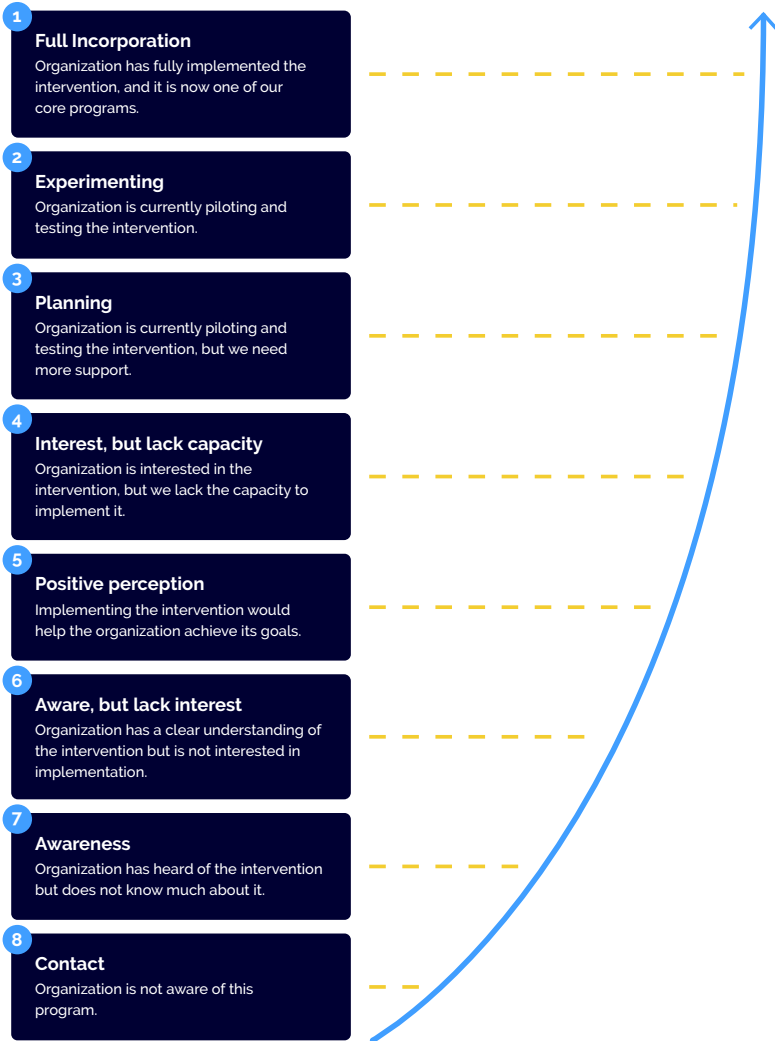 1
Full Incorporation
Organization has fully implemented the
intervention, and it is now one of our
core programs.
2
Experimenting
Organization is currently piloting and
testing the intervention.
3
Planning
Organization is currently piloting and
testing the intervention, but we need
more support.
4
Interest, but lack capacity
Organization is interested in the
intervention, but we lack the capacity to
implement it.
5
Positive perception
Implementing the intervention would
help the organization achieve its goals.
6
Aware, but lack interest
Organization has a clear understanding of
the intervention but is not interested in
implementation.
7
Awareness
Organization has heard of the intervention
but does not know much about it.
8
Contact
Organization is not aware of this
program.